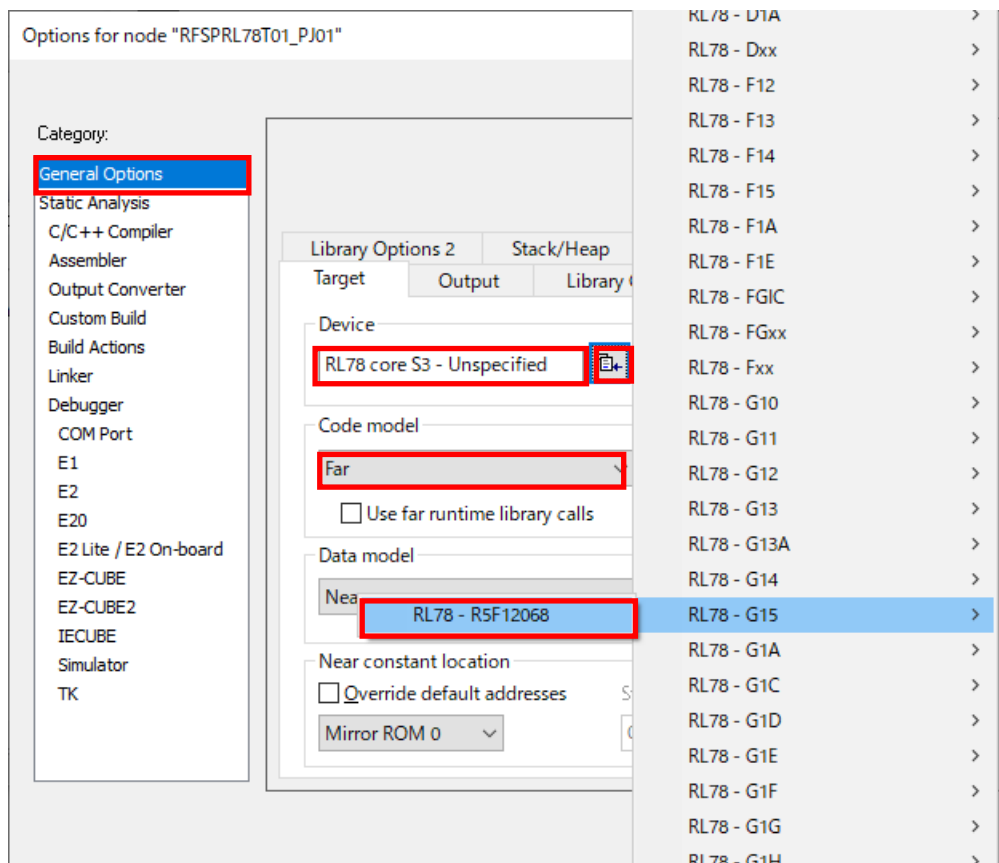 Options for node "RFSPRL78T01_PJ01"
Category:
General Options
Static Analysis
C/C++ Compiler
Assembler
Output Converter
Custom Build
Build Actions
Linker
Debugger
COM Port
E1
E2
E20
E2 Lite / E2 On-board
EZ-CUBE
EZ-CUBE2
IECUBE
Simulator
TK
Library Options 2
Stack/Heap
Target
Output
Library
Device
RL78 core S3 - Unspecified
Code model
Far
Use far runtime library calls
Data model
Nea
RL78 - R5F12068
Near constant location
Override default addresses
Mirror ROM 0
RL78 - D1A
RL78 - Dxx
RL78 - F12
RL78 - F13
RL78 - F14
RL78 - F15
RL78 - F1A
RL78 - F1E
RL78 - FGIC
RL78 - FGxx
RL78 - Fxx
RL78 - G10
RL78 - G11
RL78 - G12
RL78 - G13
RL78 - G13A
RL78 - G14
RL78 - G15
RL78 - G1A
RL78 - G1C
RL78 - G1D
RL78 - G1E
RL78 - G1F
RL78 - G1G
RL78 - G1H